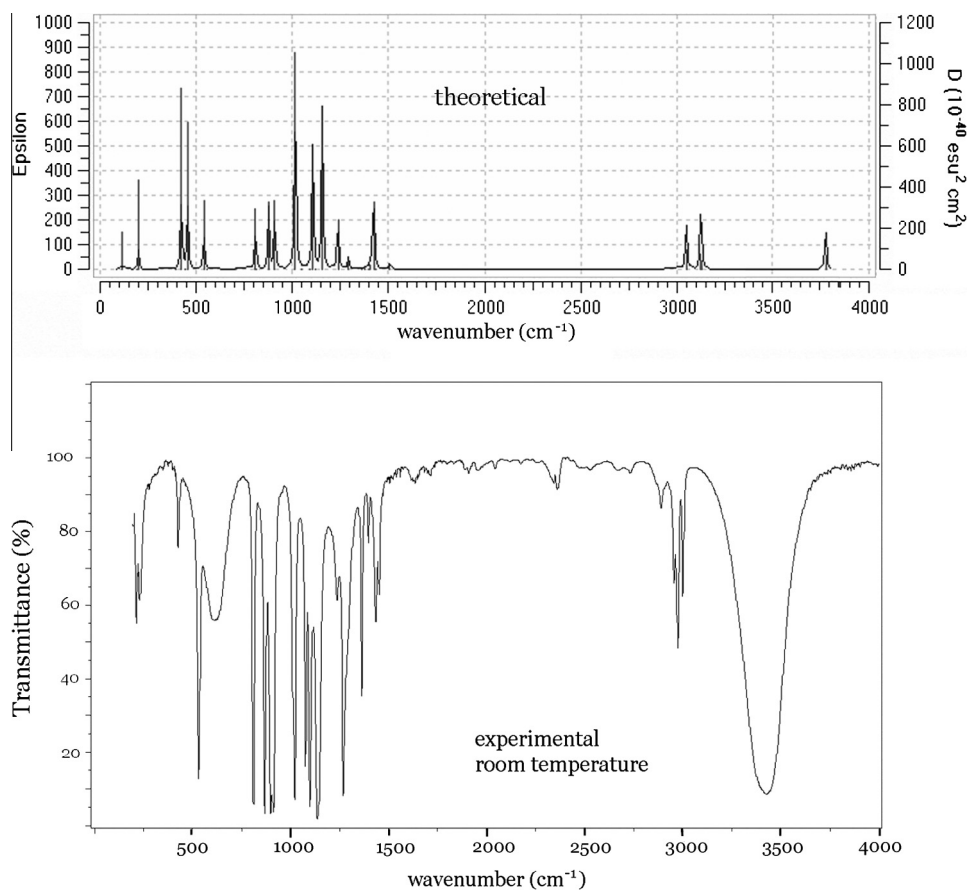 1000
900
800
700
600
500
400
300
200
100
0
Epsilon
1200
1000
800
600
400
200
0
D (10⁻⁴⁰ esu² cm²)
theoretical
0 500 1000 1500 2000 2500 3000 3500 4000
wavenumber (cm⁻¹)
100
80
60
40
20
Transmittance (%)
experimental
room temperature
500 1000 1500 2000 2500 3000 3500 4000
wavenumber (cm⁻¹)